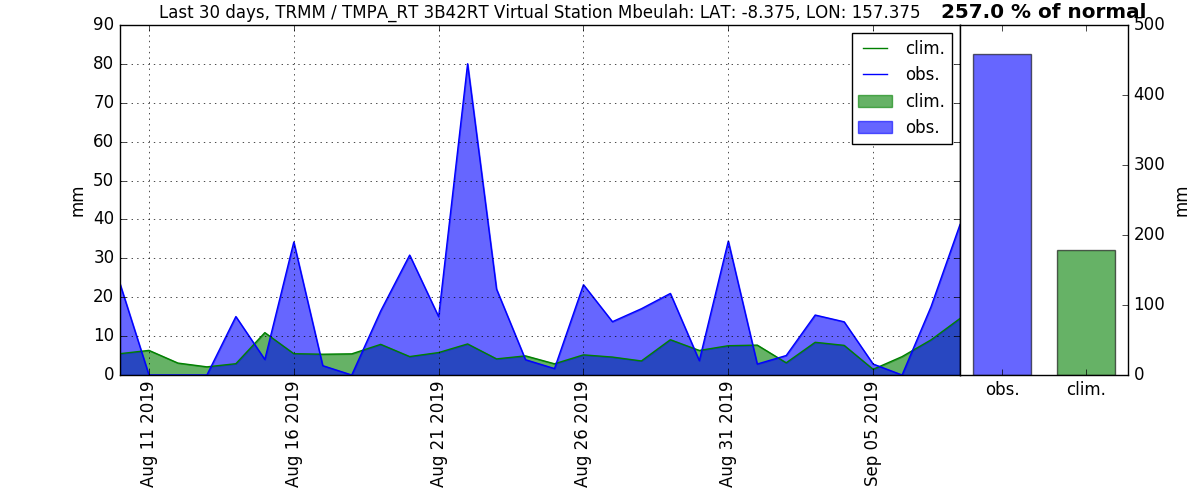 Last 30 days, TRMM / TMPA_RT 3B42RT Virtual Station Mbeulah: LAT: -8.375, LON: 157.375
257.0 % of normal
90
80
70
60
50
40
30
20
10
0
mm
clim.
obs.
clim.
obs.
Aug 11 2019
Aug 16 2019
Aug 21 2019
Aug 26 2019
Aug 31 2019
Sep 05 2019
500
400
300
200
100
0
mm
obs.
clim.